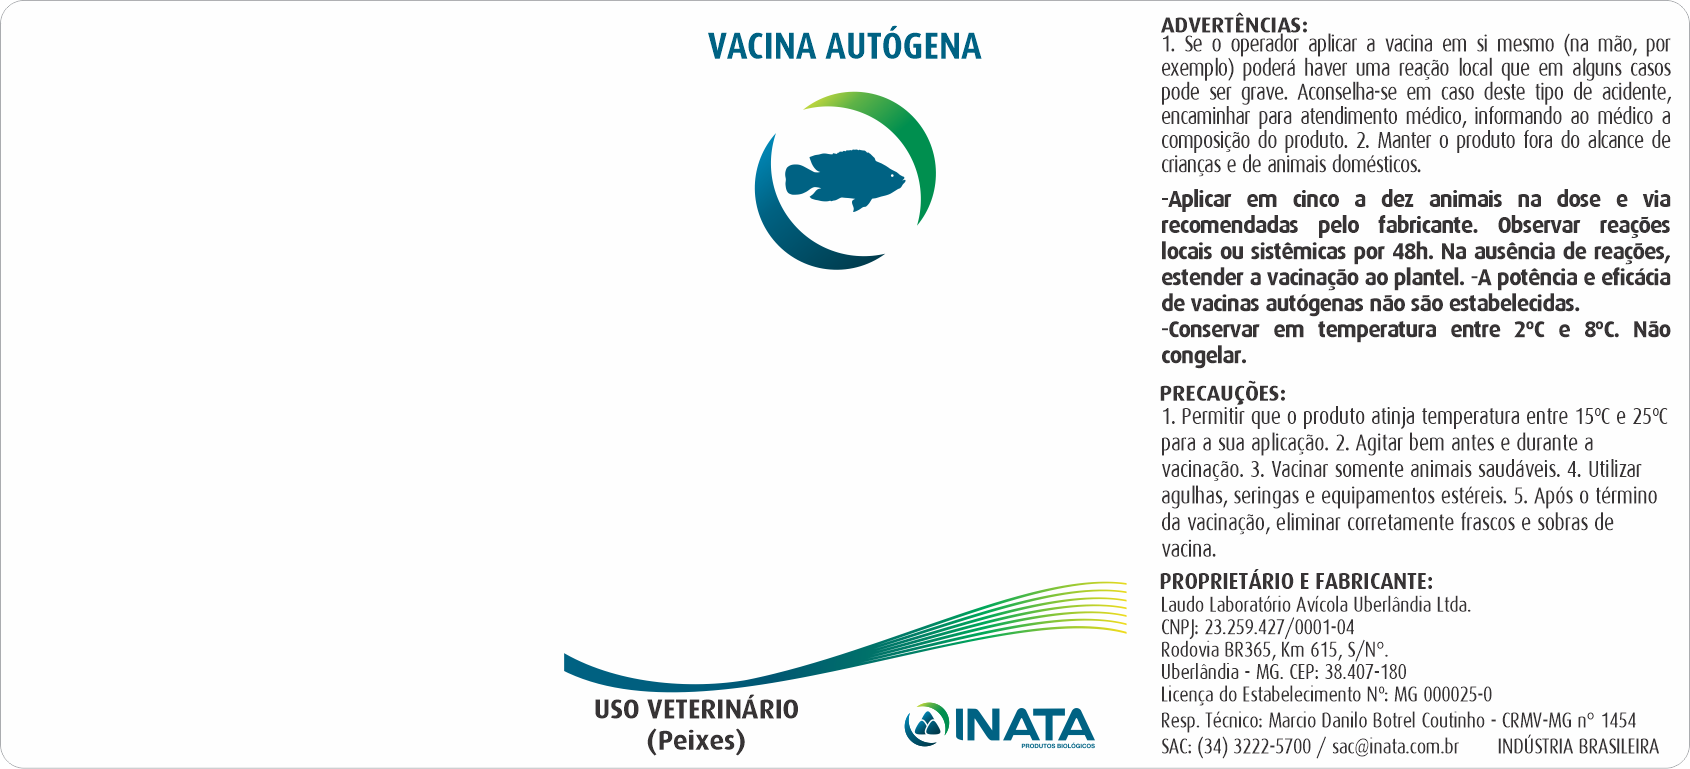 VACINA AUTÓGENA
USO VETERINÁRIO
(Peixes)
INATA
PRODUTOS BIOLÓGICOS
ADVERTÊNCIAS:
1. Se o operador aplicar a vacina em si mesmo (na mão, por
exemplo) poderá haver uma reação local que em alguns casos
pode ser grave. Aconselha-se em caso deste tipo de acidente,
encaminhar para atendimento médico, informando ao médico a
composição do produto. 2. Manter o produto fora do alcance de
crianças e de animais domésticos.
-Aplicar em cinco a dez animais na dose e via
recomendadas pelo fabricante. Observar reações
locais ou sistêmicas por 48h. Na ausência de reações,
estender a vacinação ao plantel. -A potência e eficácia
de vacinas autógenas não são estabelecidas.
-Conservar em temperatura entre 2ºC e 8ºC. Não
congelar.
PRECAUÇÕES:
1. Permitir que o produto atinja temperatura entre 15ºC e 25ºC
para a sua aplicação. 2. Agitar bem antes e durante a
vacinação. 3. Vacinar somente animais saudáveis. 4. Utilizar
agulhas, seringas e equipamentos estéreis. 5. Após o término
da vacinação, eliminar corretamente frascos e sobras de
vacina.
PROPRIETÁRIO E FABRICANTE:
Laudo Laboratório Avícola Uberlândia Ltda.
CNPJ: 23.259.427/0001-04
Rodovia BR365, Km 615, S/N°.
Uberlândia - MG. CEP: 38.407-180
Licença do Estabelecimento Nº: MG 000025-0
Resp. Técnico: Marcio Danilo Botrel Coutinho - CRMV-MG n° 1454
SAC: (34) 3222-5700 / sac@inata.com.br INDÚSTRIA BRASILEIRA